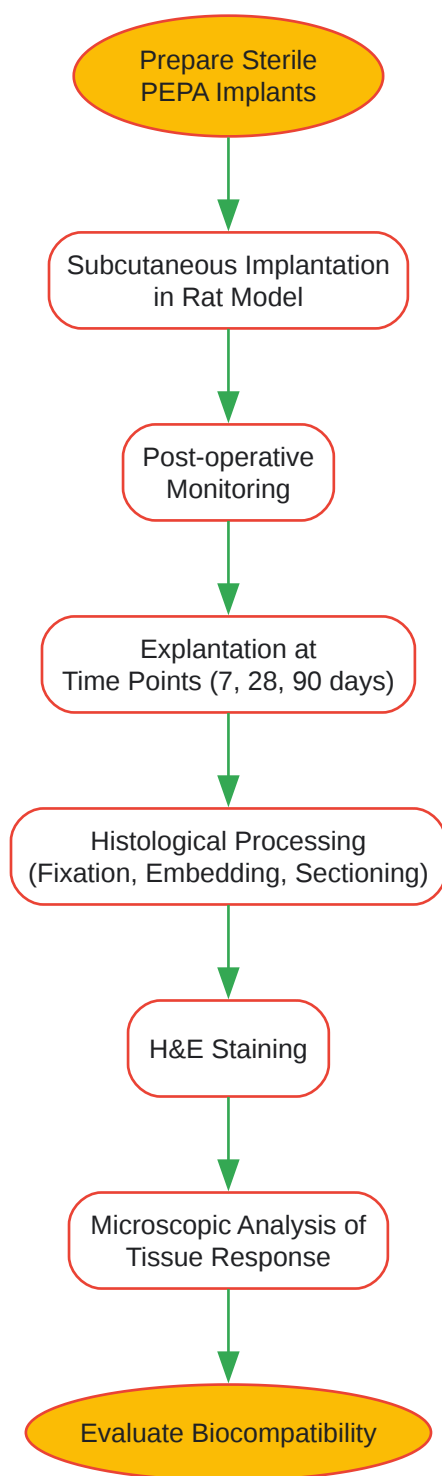 Prepare Sterile
PEPA Implants
Subcutaneous Implantation
in Rat Model
Post-operative
Monitoring
Explantation at
Time Points (7, 28, 90 days)
Histological Processing
(Fixation, Embedding, Sectioning)
H&E Staining
Microscopic Analysis of
Tissue Response
Evaluate Biocompatibility